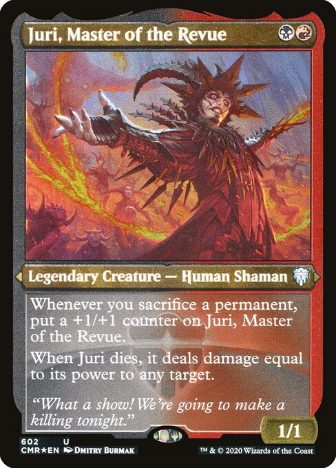 Juri, Master of the Revue
Legendary Creature — Human Shaman
Whenever you sacrifice a permanent,
put a +1/+1 counter on Juri, Master
of the Revue.
When Juri dies, it deals damage equal
to its power to any target.
"What a show! We're going to make a
killing tonight."
1/1
602 U
CMR★EN Dmitry Burmak
™ & © 2020 Wizards of the Coast